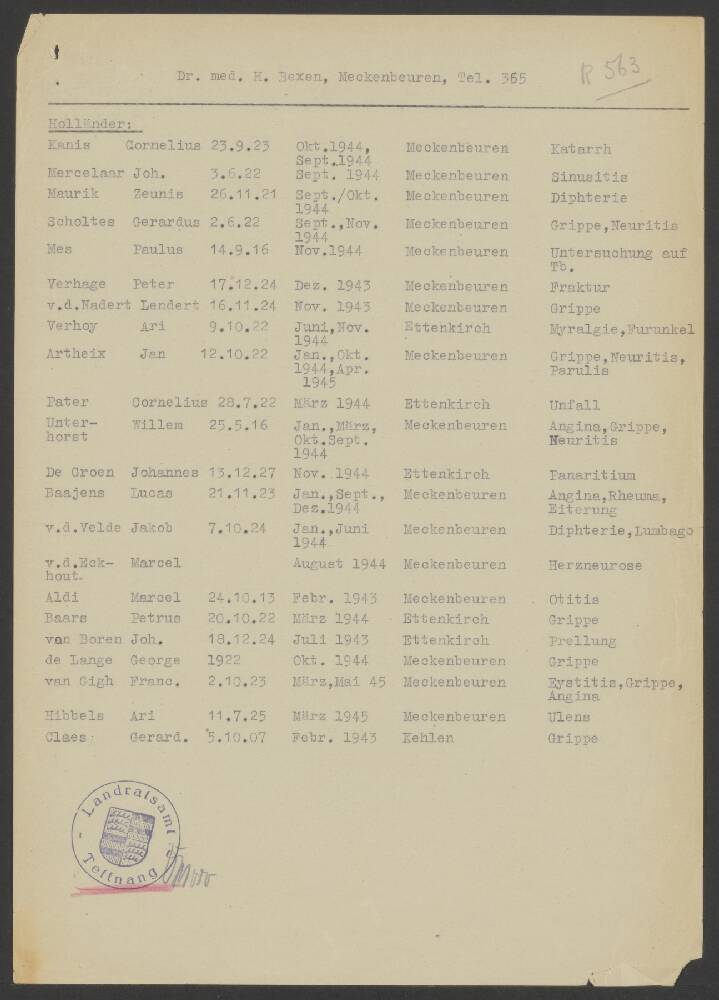 Dr. med. H. Bexen, Meckenbeuren, Tel. 365 R 563
Holländer:
Kanis Cornelius 23.9.23 Okt.1944, Meckenbeuren Katarrh
Sept.1944
Mercelaar Joh. 3.6.22 Sept. 1944 Meckenbeuren Sinusitis
Maurik Zeunis 26.11.21 Sept./Okt. Meckenbeuren Diphterie
1944
Scholtes Gerardus 2.6.22 Sept.,Nov. Meckenbeuren Grippe,Neuritis
1944
Mes Paulus 14.9.16 Nov.1944 Meckenbeuren Untersuchung auf
Tb.
Verhage Peter 17.12.24 Dez. 1943 Meckenbeuren Fraktur
v.d.Nadert Lendert 16.11.24 Nov. 1943 Meckenbeuren Grippe
Verhoy Ari 9.10.22 Juni,Nov. Ettenkirch Myralgie,Furunkel
1944
Artheix Jan 12.10.22 Jan.,Okt. Meckenbeuren Grippe,Neuritis,
1944,Apr. Parulis
1945
Pater Cornelius 28.7.22 März 1944 Ettenkirch Unfall
Unter- Willem 25.5.16 Jan.,März, Meckenbeuren Angina,Grippe,
horst Okt.Sept. Neuritis
1944
De Groen Johannes 13.12.27 Nov. 1944 Ettenkirch Panaritium
Baajens Lucas 21.11.23 Jan.,Sept., Meckenbeuren Angina,Rheuma,
Dez.1944 Eiterung
v.d.Velde Jakob 7.10.24 Jan.,Juni Meckenbeuren Diphterie,Lumbago
1944
v.d.Eck- Marcel August 1944 Meckenbeuren Herzneurose
hout.
Aldi Marcel 24.10.13 Febr. 1943 Meckenbeuren Otitis
Baars Petrus 20.10.22 März 1944 Ettenkirch Grippe
van Boren Joh. 18.12.24 Juli 1943 Ettenkirch Prellung
de Lange George 1922 Okt. 1944 Meckenbeuren Grippe
van Gigh Franc. 2.10.23 März,Mai 45 Meckenbeuren Eystitis,Grippe,
Angina
Hibbels Ari 11.7.25 März 1945 Meckenbeuren Ulens
Claes Gerard. 5.10.07 Febr. 1943 Kehlen Grippe
Landratsamt
Tettnang